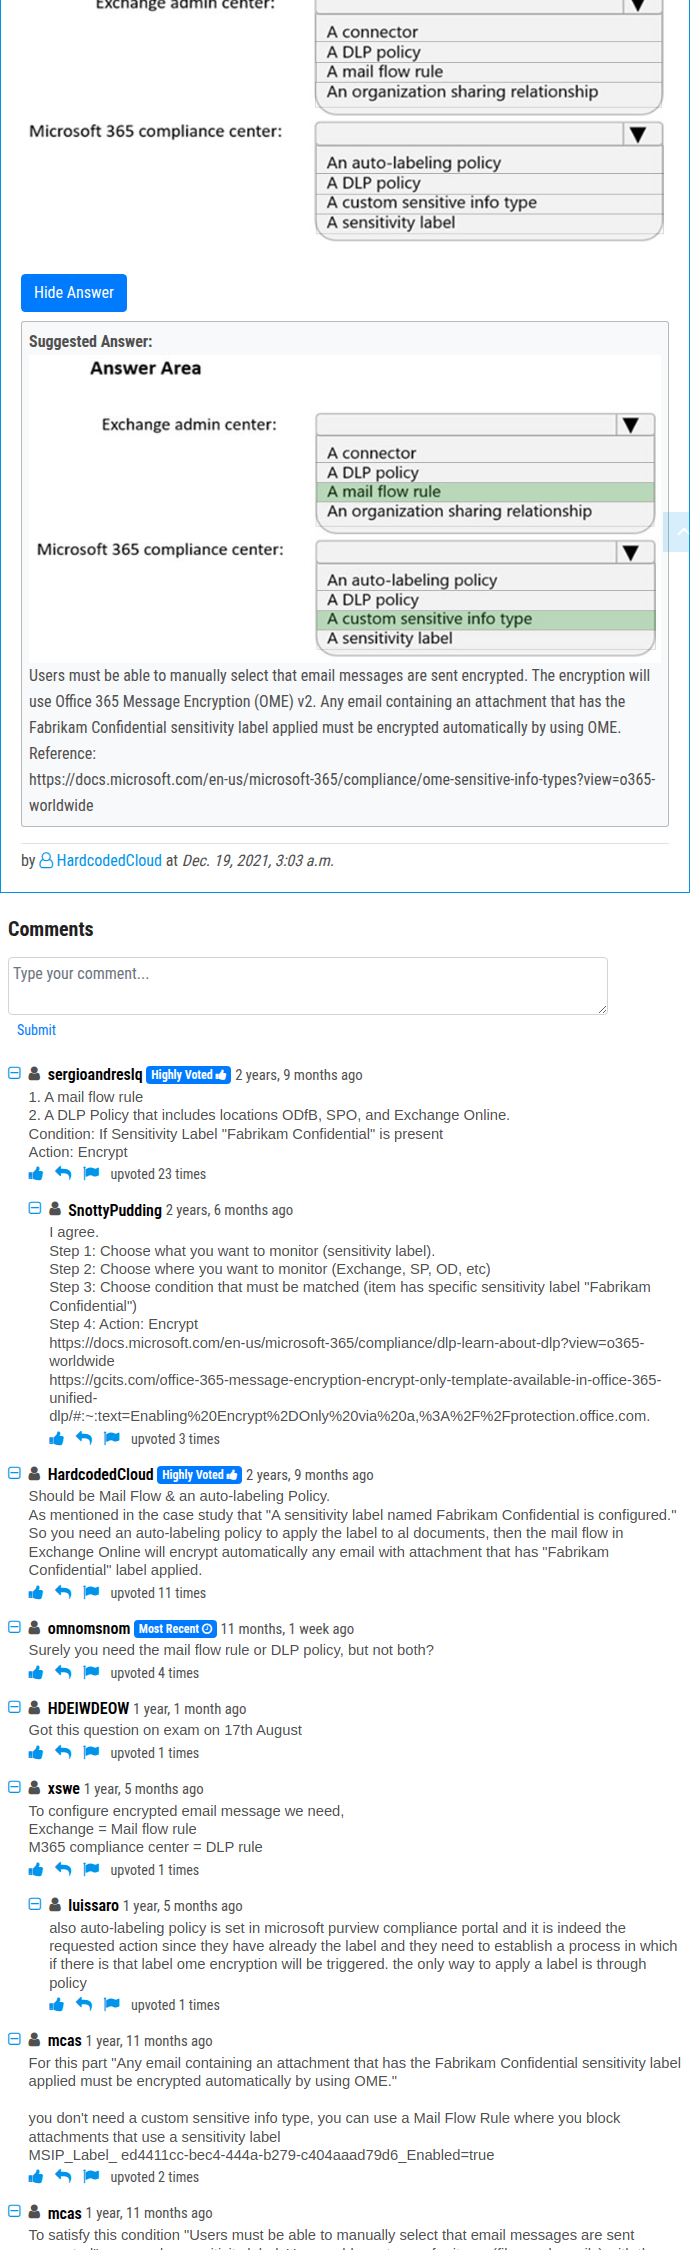 Exchange admin center:
A connector
A DLP policy
A mail flow rule
An organization sharing relationship
Microsoft 365 compliance center:
An auto-labeling policy
A DLP policy
A custom sensitive info type
A sensitivity label
Hide Answer
Suggested Answer:
Answer Area
Exchange admin center:
A connector
A DLP policy
A mail flow rule
An organization sharing relationship
Microsoft 365 compliance center:
An auto-labeling policy
A DLP policy
A custom sensitive info type
A sensitivity label
Users must be able to manually select that email messages are sent encrypted. The encryption will
use Office 365 Message Encryption (OME) v2. Any email containing an attachment that has the
Fabrikam Confidential sensitivity label applied must be encrypted automatically by using OME.
Reference:
https://docs.microsoft.com/en-us/microsoft-365/compliance/ome-sensitive-info-types?view=o365-
worldwide
by HardcodedCloud at Dec. 19, 2021, 3:03 a.m.
Comments
Type your comment...
Submit
sergioandreslq Highly Voted 2 years, 9 months ago
1. A mail flow rule
2. A DLP Policy that includes locations ODfB, SPO, and Exchange Online.
Condition: If Sensitivity Label "Fabrikam Confidential" is present
Action: Encrypt
upvoted 23 times
SnottyPudding 2 years, 6 months ago
I agree.
Step 1: Choose what you want to monitor (sensitivity label).
Step 2: Choose where you want to monitor (Exchange, SP, OD, etc)
Step 3: Choose condition that must be matched (item has specific sensitivity label "Fabrikam
Confidential")
Step 4: Action: Encrypt
https://docs.microsoft.com/en-us/microsoft-365/compliance/dlp-learn-about-dlp?view=o365-
worldwide
https://gcits.com/office-365-message-encryption-encrypt-only-template-available-in-office-365-
unified-
dlp/#:~:text=Enabling%20Encrypt%2DOnly%20via%20a,%3A%2F%2Fprotection.office.com.
upvoted 3 times
HardcodedCloud Highly Voted 2 years, 9 months ago
Should be Mail Flow & an auto-labeling Policy.
As mentioned in the case study that "A sensitivity label named Fabrikam Confidential is configured."
So you need an auto-labeling policy to apply the label to al documents, then the mail flow in
Exchange Online will encrypt automatically any email with attachment that has "Fabrikam
Confidential" label applied.
upvoted 11 times
omnomsnom Most Recent 11 months, 1 week ago
Surely you need the mail flow rule or DLP policy, but not both?
upvoted 4 times
HDEIWDEOW 1 year, 1 month ago
Got this question on exam on 17th August
upvoted 1 times
xswe 1 year, 5 months ago
To configure encrypted email message we need,
Exchange = Mail flow rule
M365 compliance center = DLP rule
upvoted 1 times
luissaro 1 year, 5 months ago
also auto-labeling policy is set in microsoft purview compliance portal and it is indeed the
requested action since they have already the label and they need to establish a process in which
if there is that label ome encryption will be triggered. the only way to apply a label is through
policy
upvoted 1 times
mcas 1 year, 11 months ago
For this part "Any email containing an attachment that has the Fabrikam Confidential sensitivity label
applied must be encrypted automatically by using OME."
you don't need a custom sensitive info type, you can use a Mail Flow Rule where you block
attachments that use a sensitivity label
MSIP_Label_ ed4411cc-bec4-444a-b279-c404aaad79d6_Enabled=true
upvoted 2 times
mcas 1 year, 11 months ago
To satisfy this condition "Users must be able to manually select that email messages are sent